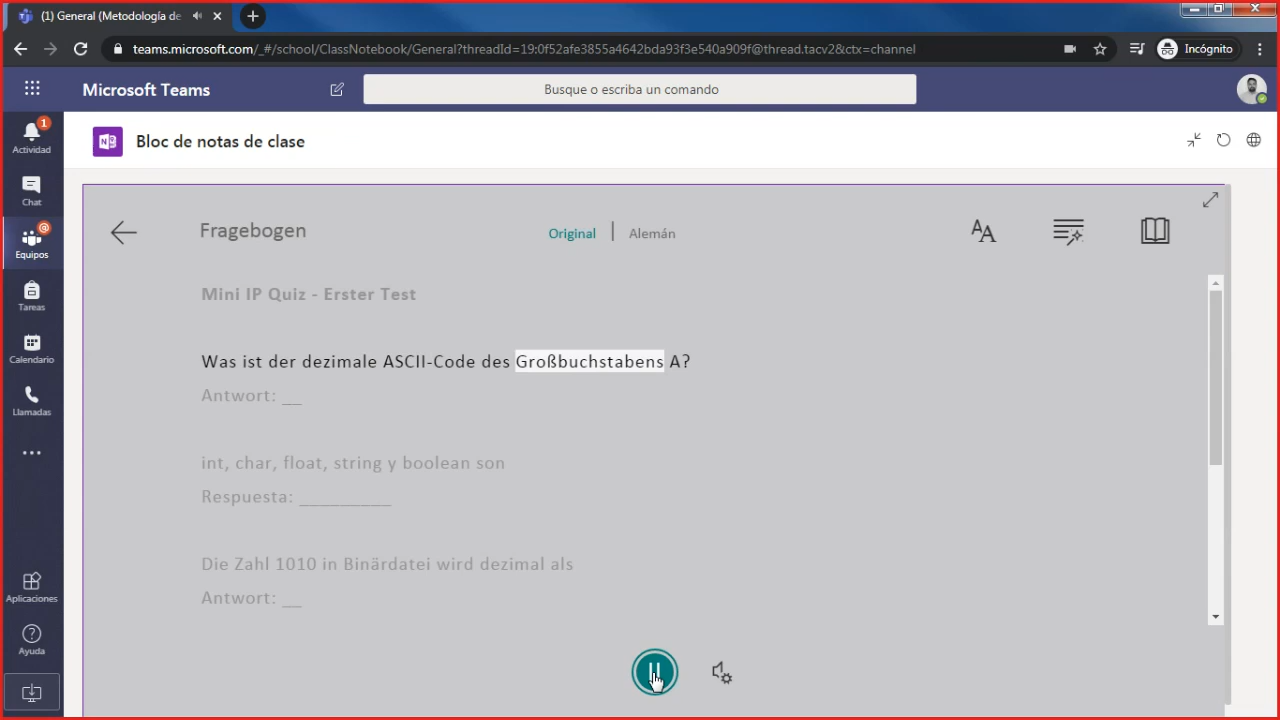 (1) General (Metodología de
teams.microsoft.com/_#/school/ClassNotebook/General?threadId=19:0f52afe3855a4642bda93f3e540a909f@thread.tacv2&ctx=channel
Incógnito
Microsoft Teams
Busque o escriba un comando
1
Actividad
Chat
@
Equipos
Tareas
Calendario
Llamadas
Aplicaciones
Ayuda
Bloc de notas de clase
Fragebogen
Original | Alemán
Mini IP Quiz - Erster Test
Was ist der dezimale ASCII-Code des Großbuchstabens A?
Antwort: __
int, char, float, string y boolean son
Respuesta: _________
Die Zahl 1010 in Binärdatei wird dezimal als
Antwort: __